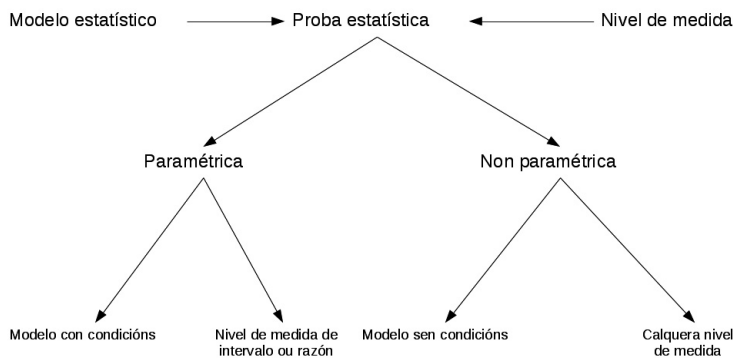 Modelo estatístico
Proba estatística
Nivel de medida
Paramétrica
Non paramétrica
Modelo con condicións
Nivel de medida de
intervalo ou razón
Modelo sen condicións
Calquera nivel
de medida